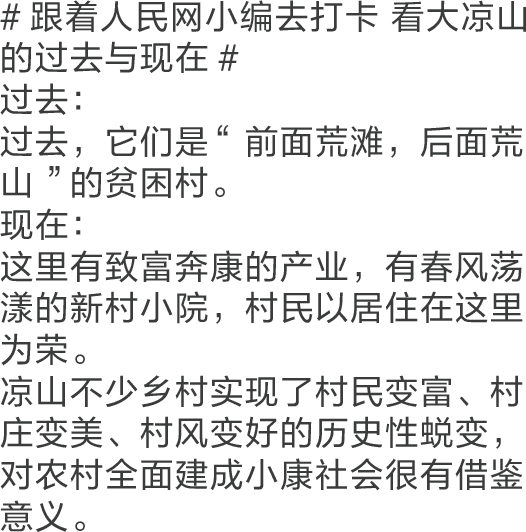 # 跟着人民网小编去打卡 看大凉山
的过去与现在 #
过去：
过去，它们是“ 前面荒滩，后面荒
山 ”的贫困村。
现在：
这里有致富奔康的产业，有春风荡
漾的新村小院，村民以居住在这里
为荣。
凉山不少乡村实现了村民变富、村
庄变美、村风变好的历史性蜕变，
对农村全面建成小康社会很有借鉴
意义。